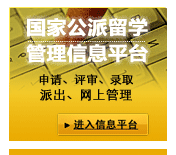 国家公派留学
管理信息平台
申请、评审、录取
派出、网上管理
▶进入信息平台